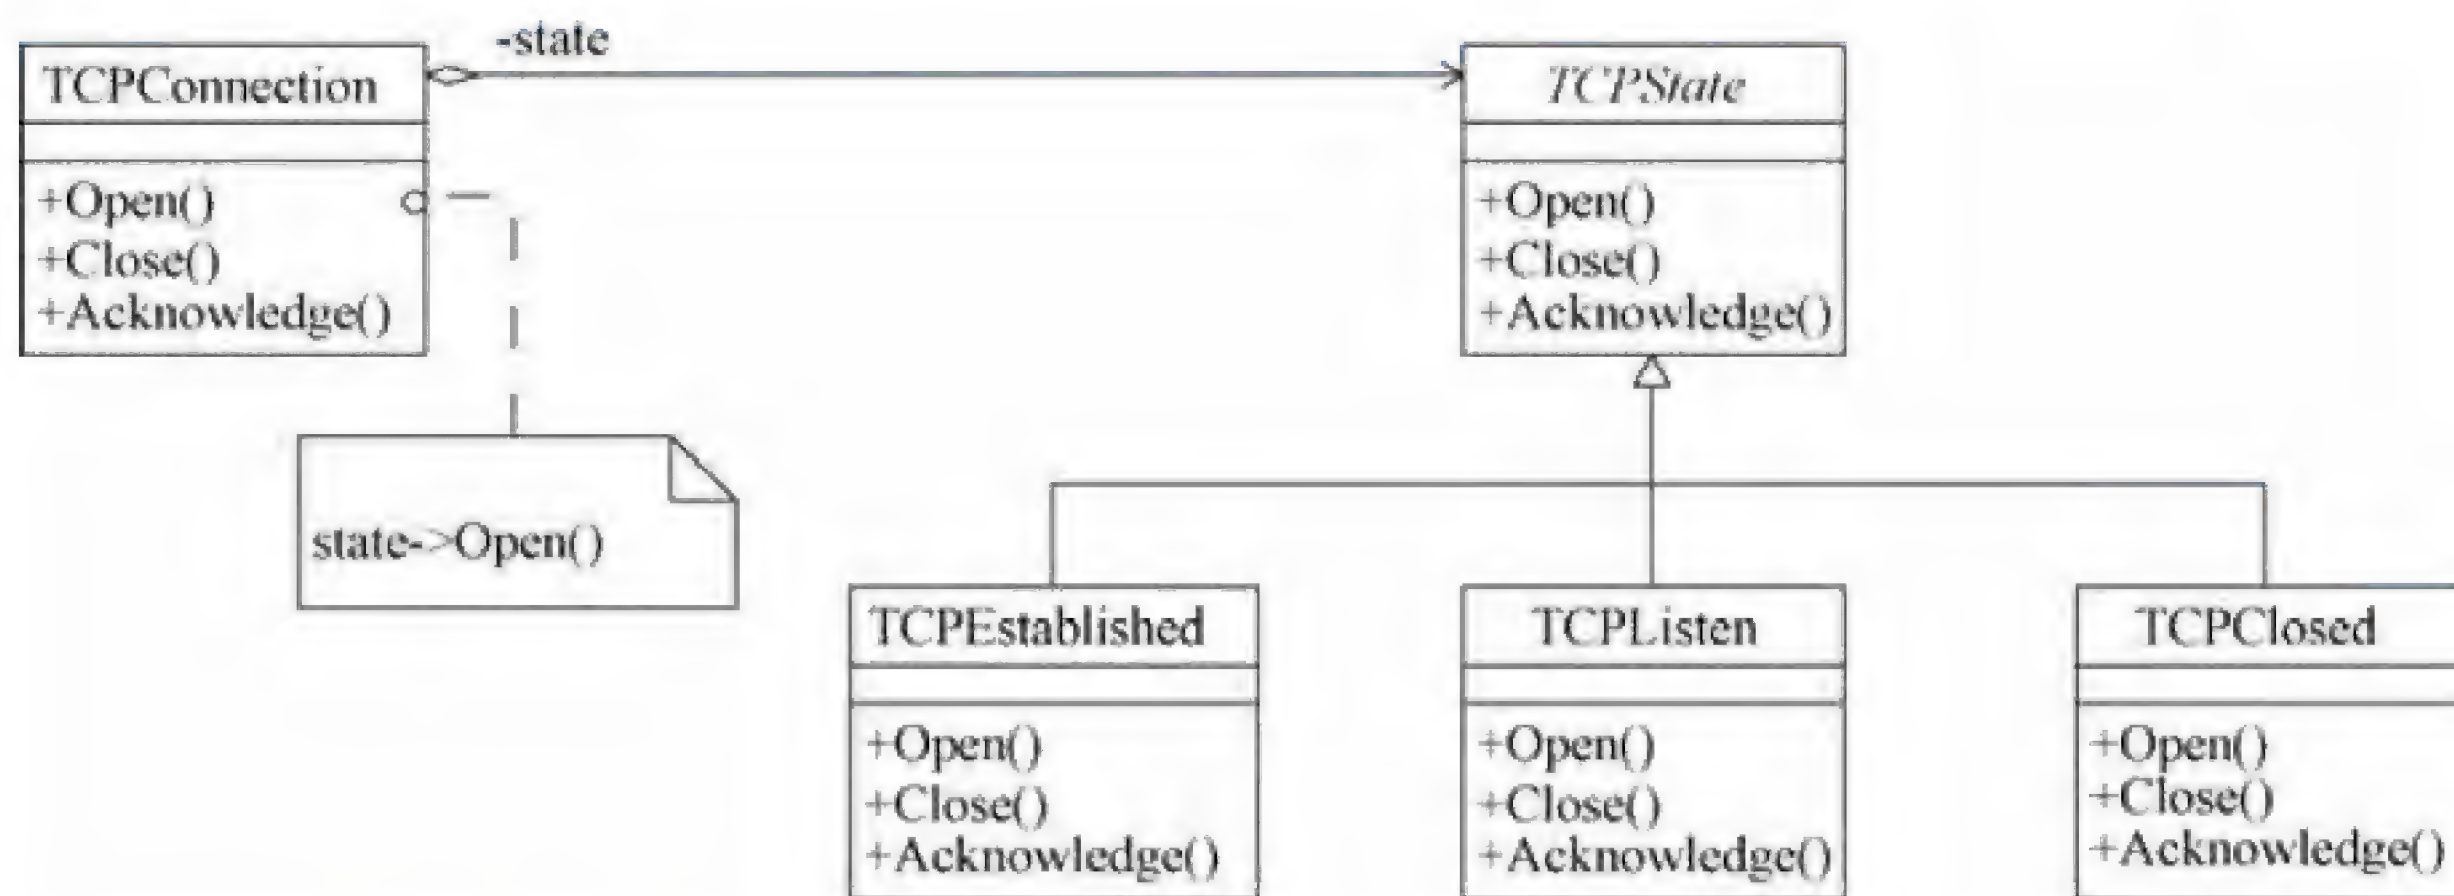 -state
TCPConnection
+Open()
+Close()
+Acknowledge()
TCPState
+Open()
+Close()
+Acknowledge()
state->Open()
TCPEstablished
+Open()
+Close()
+Acknowledge()
TCPListen
+Open()
+Close()
+Acknowledge()
TCPClosed
+Open()
+Close()
+Acknowledge()